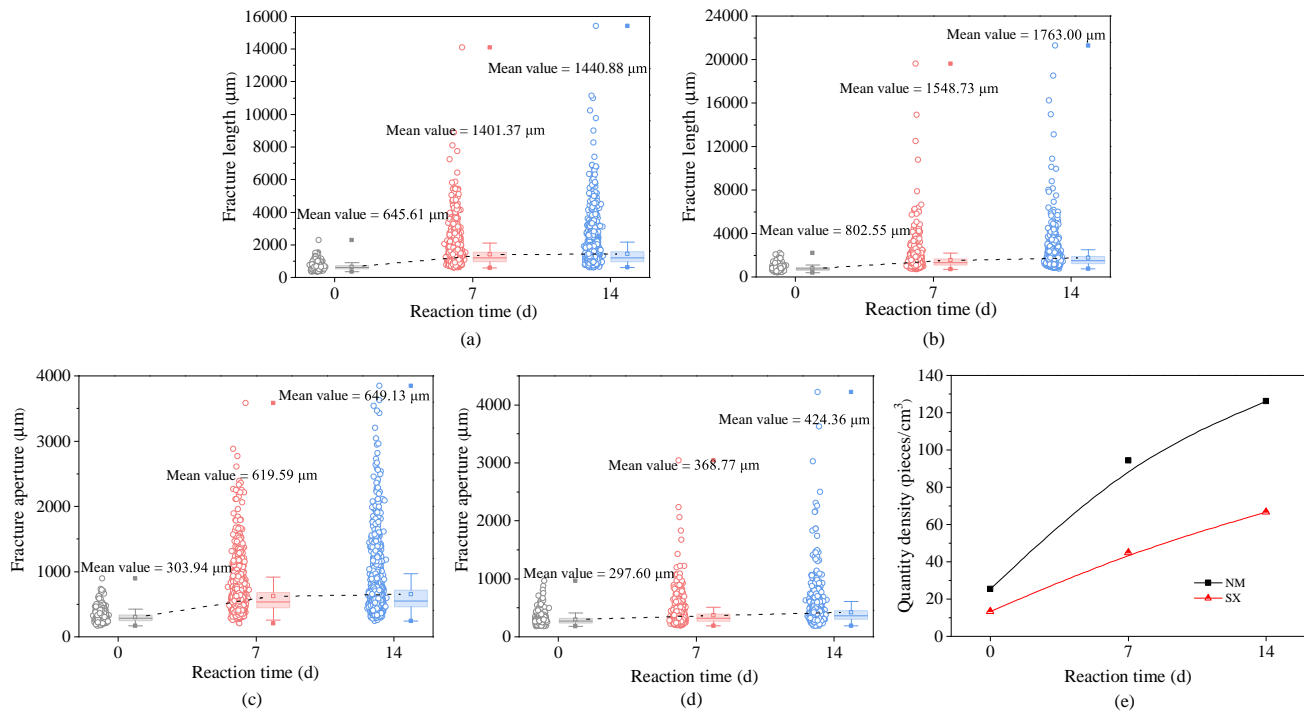 16000
14000
12000
10000
8000
6000
4000
2000
0
Fracture length (μm)
Mean value = 645.61 μm
Mean value = 1401.37 μm
Mean value = 1440.88 μm
0
7
14
Reaction time (d)
(a)
24000
20000
16000
12000
8000
4000
0
Fracture length (μm)
Mean value = 802.55 μm
Mean value = 1548.73 μm
Mean value = 1763.00 μm
0
7
14
Reaction time (d)
(b)
4000
3000
2000
1000
0
Fracture aperture (μm)
Mean value = 303.94 μm
Mean value = 619.59 μm
Mean value = 649.13 μm
0
7
14
Reaction time (d)
(c)
4000
3000
2000
1000
0
Fracture aperture (μm)
Mean value = 297.60 μm
Mean value = 368.77 μm
Mean value = 424.36 μm
0
7
14
Reaction time (d)
(d)
140
120
100
80
60
40
20
0
Quantity density (pieces/cm³)
NM
SX
0
7
14
Reaction time (d)
(e)